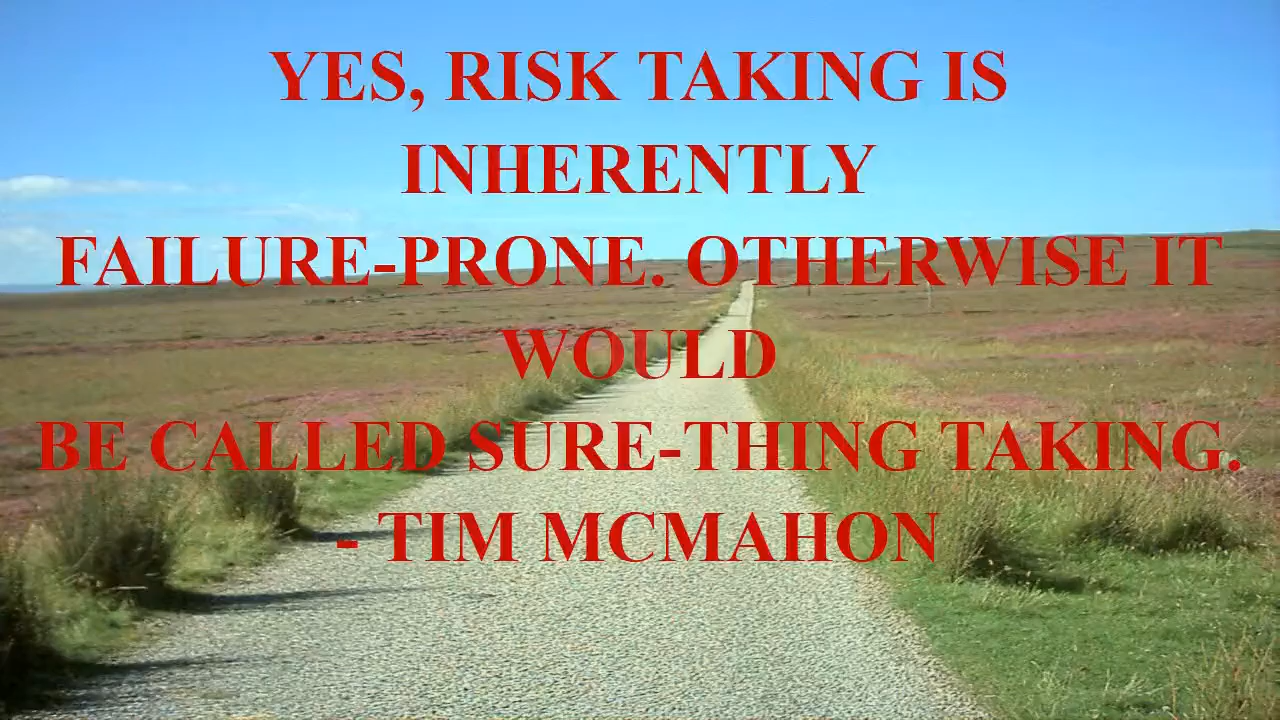 YES, RISK TAKING IS
INHERENTLY
FAILURE-PRONE. OTHERWISE IT
WOULD
BE CALLED SURE-THING TAKING.
- TIM MCMAHON